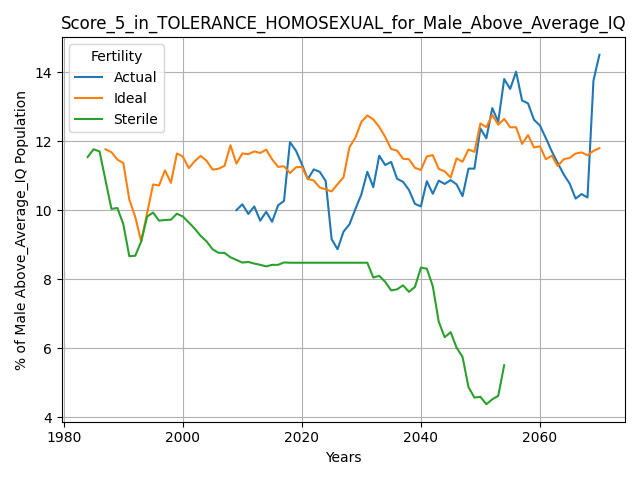 Score_5_in_TOLERANCE_HOMOSEXUAL_for_Male_Above_Average_IQ
Fertility
Actual
Ideal
Sterile
% of Male Above_Average_IQ Population
14
12
10
8
6
4
1980
2000
2020
2040
2060
Years